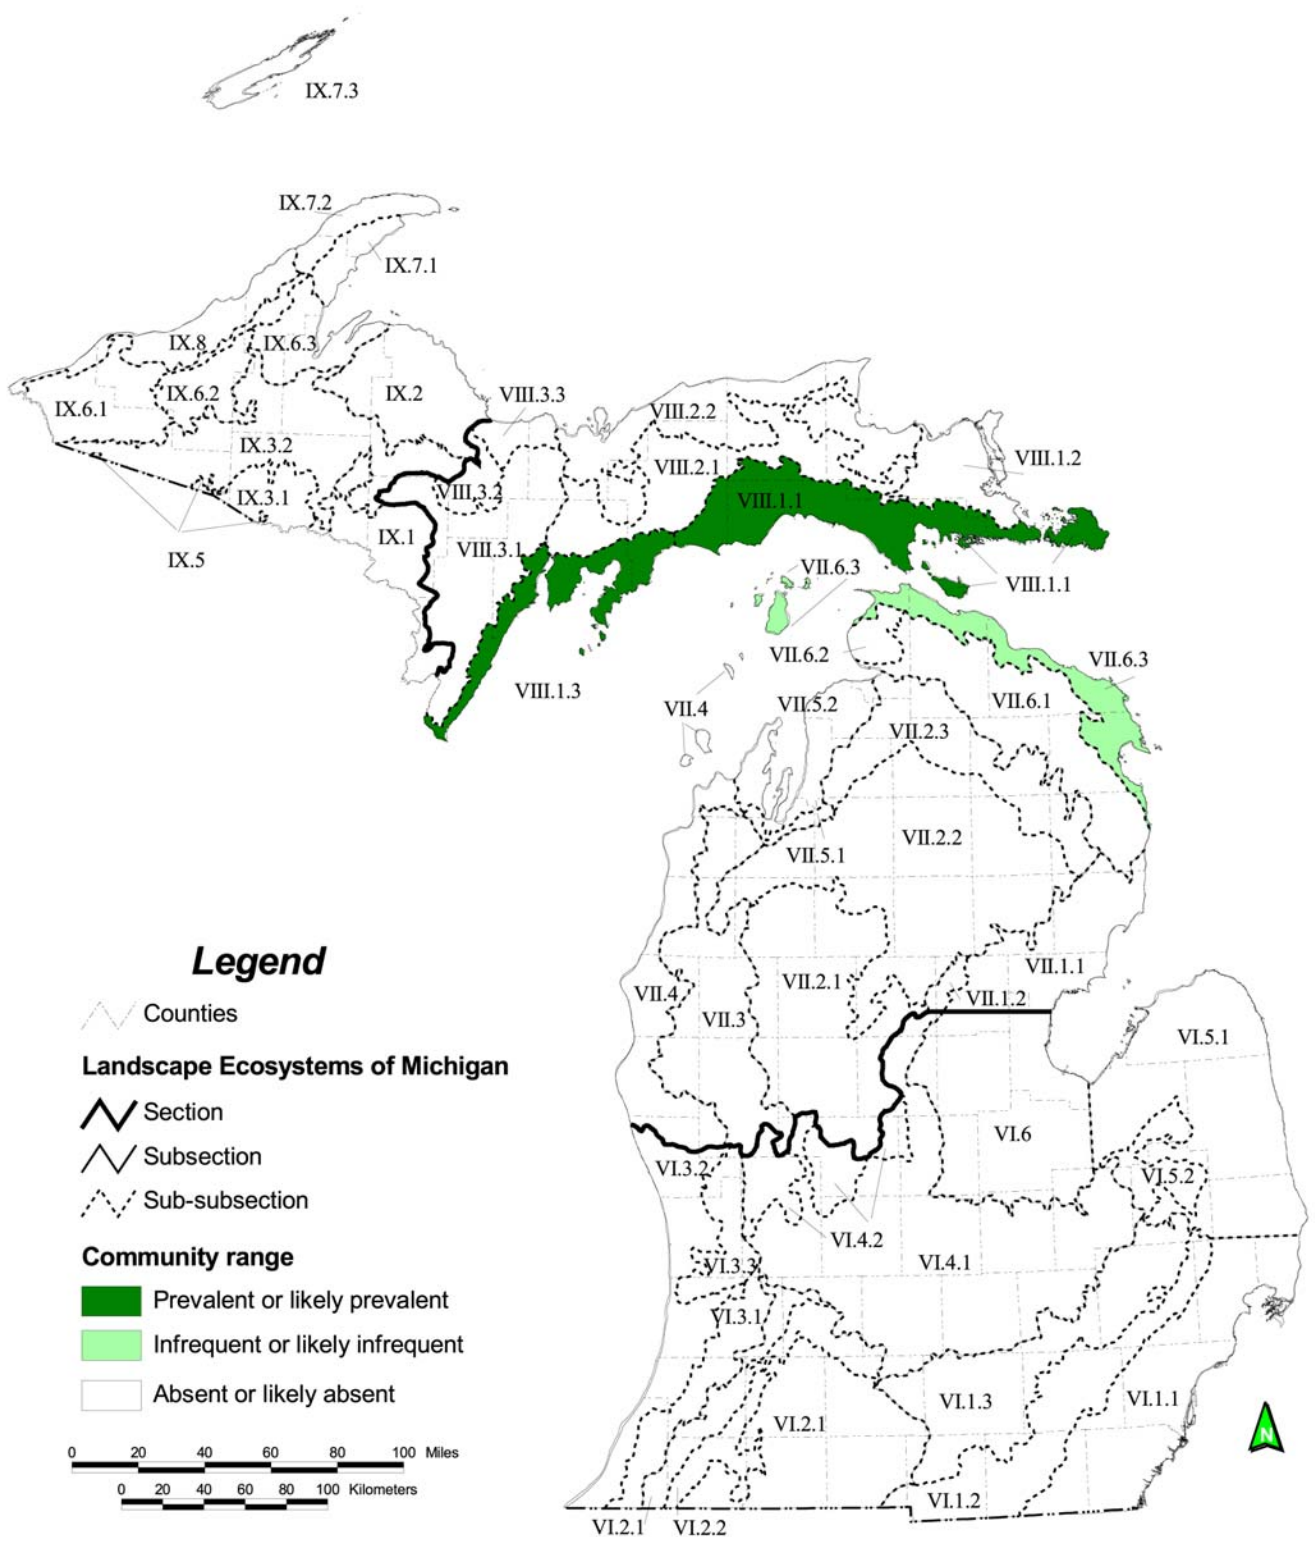 IX.7.3
IX.7.2
IX.7.1
IX.8
IX.6.3
IX.6.2
IX.6.1
IX.2
VIII.3.3
VIII.2.2
IX.3.2
VIII.1.2
VIII.2.1
IX.3.1
VIII.3.2
VIII.1.1
IX.1
VIII.3.1
IX.5
VII.6.3
VIII.1.1
VII.6.2
VII.6.3
VIII.1.3
VII.4
VII.5.2
VII.6.1
VII.2.3
VII.2.2
VII.5.1
VII.1.1
VII.2.1
VII.4
VII.1.2
VII.3
VI.5.1
VI.6
VI.3.2
VI.5.2
VI.4.2
VI.4.1
VI.3.3
VI.3.1
VI.1.3
VI.1.1
VI.2.1
VI.1.2
VI.2.1
VI.2.2
Legend
Counties
Landscape Ecosystems of Michigan
Section
Subsection
Sub-subsection
Community range
Prevalent or likely prevalent
Infrequent or likely infrequent
Absent or likely absent
0 20 40 60 80 100 Miles
0 20 40 60 80 100 Kilometers
N